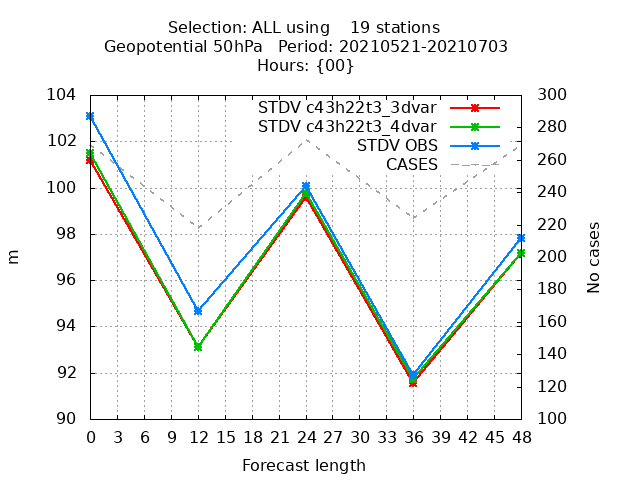 Selection: ALL using    19 stations
Geopotential 50hPa   Period: 20210521-20210703
Hours: {00}
104 300
STDV c43h22t3_3dvar
STDV c43h22t3_4dvar
STDV OBS
CASES
102 280
260
100 240
98 220
m
No cases
96 200
180
94 160
92 140
120
90 100
0 3 6 9 12 15 18 21 24 27 30 33 36 39 42 45 48
Forecast length